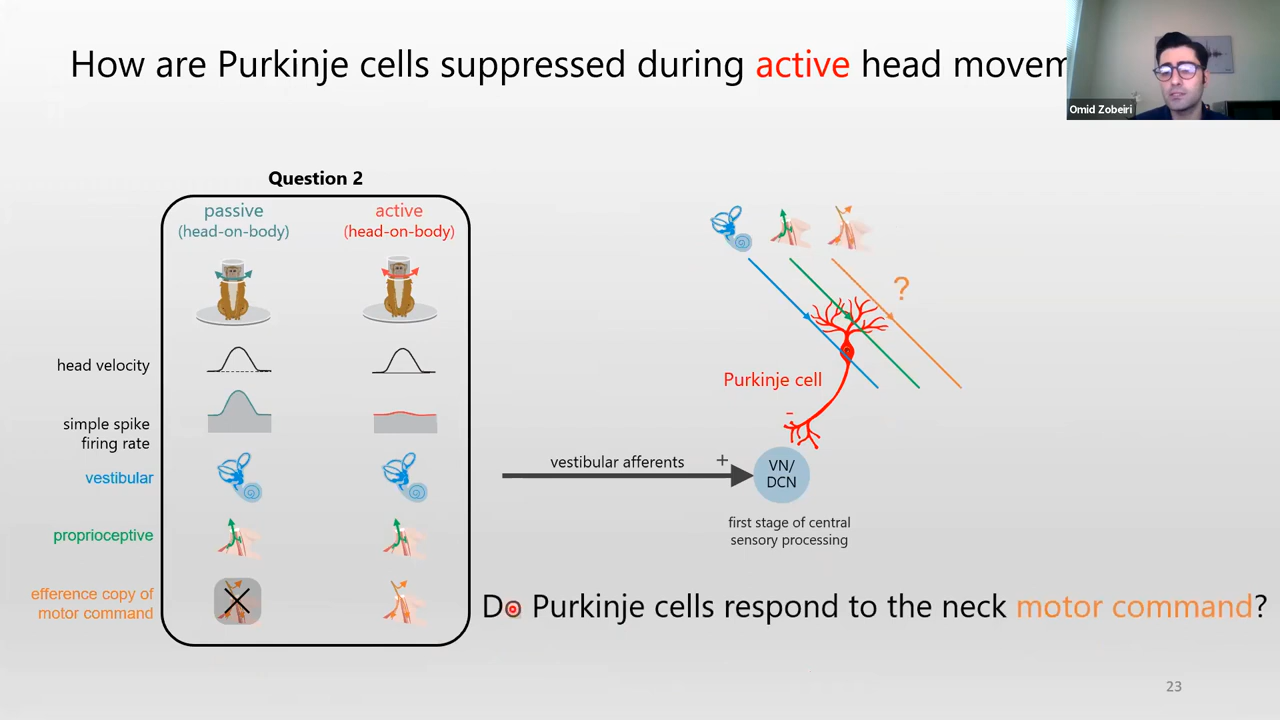 How are Purkinje cells suppressed during active head movem
Omid Zobeiri
Question 2
passive
(head-on-body)
active
(head-on-body)
head velocity
simple spike
firing rate
vestibular
proprioceptive
efference copy of
motor command
?
Purkinje cell
-
vestibular afferents
+
VN/
DCN
first stage of central
sensory processing
Do Purkinje cells respond to the neck motor command?
23